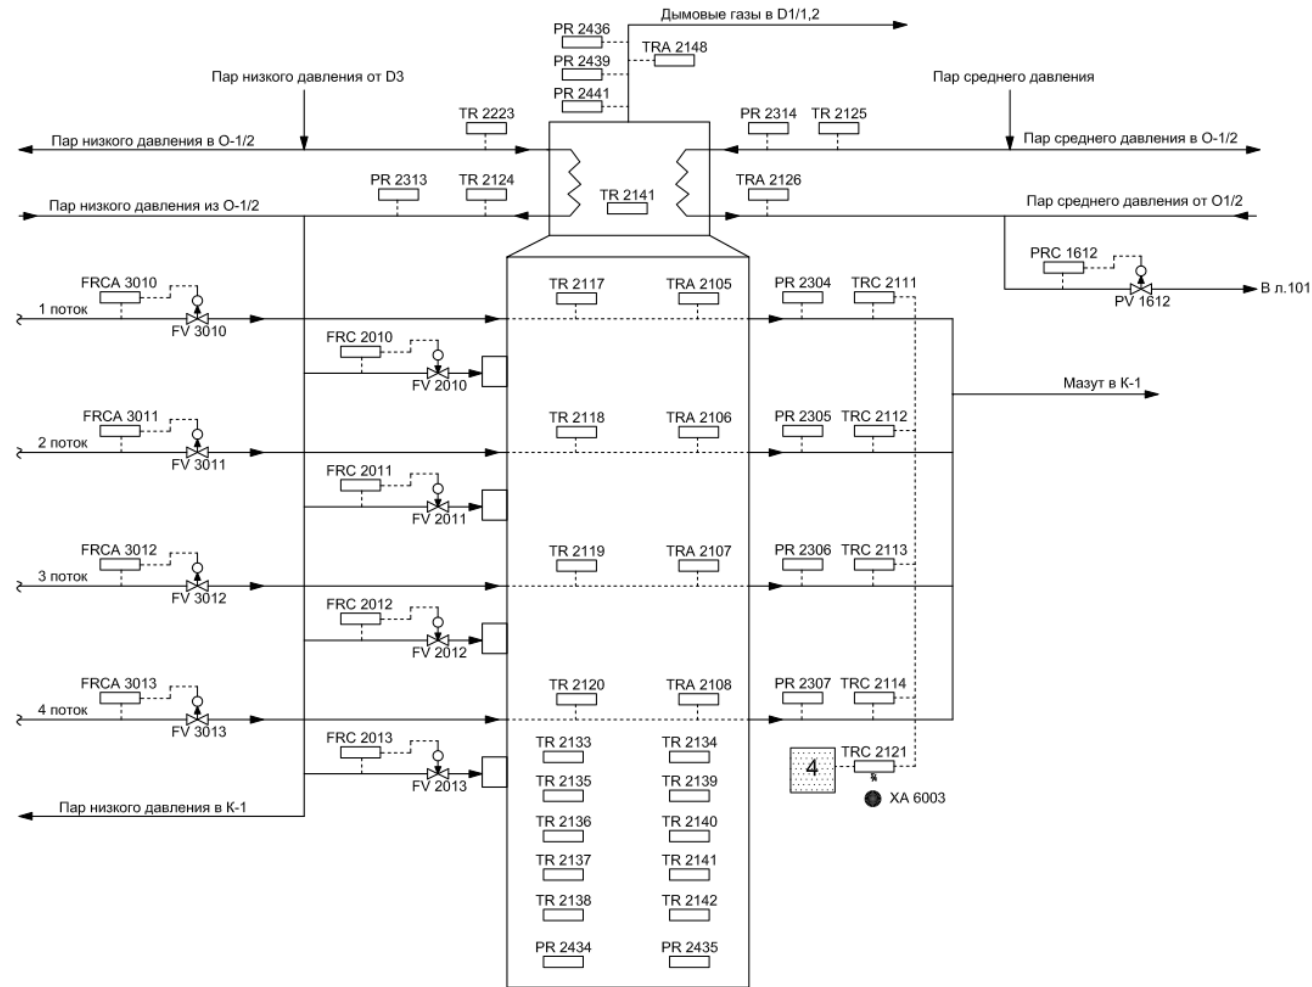 Дымовые газы в D1/1,2
PR 2436
TRA 2148
PR 2439
PR 2441
Пар низкого давления от D3
Пар среднего давления
TR 2223
PR 2314
TR 2125
Пар низкого давления в О-1/2
Пар среднего давления в О-1/2
PR 2313
TR 2124
TR 2141
TRA 2126
Пар низкого давления из О-1/2
Пар среднего давления от О1/2
PRC 1612
PV 1612
В л.101
FRCA 3010
TR 2117
TRA 2105
PR 2304
TRC 2111
1 поток
FV 3010
FRC 2010
FV 2010
Мазут в К-1
FRCA 3011
TR 2118
TRA 2106
PR 2305
TRC 2112
2 поток
FV 3011
FRC 2011
FV 2011
FRCA 3012
TR 2119
TRA 2107
PR 2306
TRC 2113
3 поток
FV 3012
FRC 2012
FV 2012
FRCA 3013
TR 2120
TRA 2108
PR 2307
TRC 2114
4 поток
FV 3013
FRC 2013
FV 2013
TR 2133
TR 2134
TRC 2121
4
TR 2135
TR 2139
XA 6003
Пар низкого давления в К-1
TR 2136
TR 2140
TR 2137
TR 2141
TR 2138
TR 2142
PR 2434
PR 2435